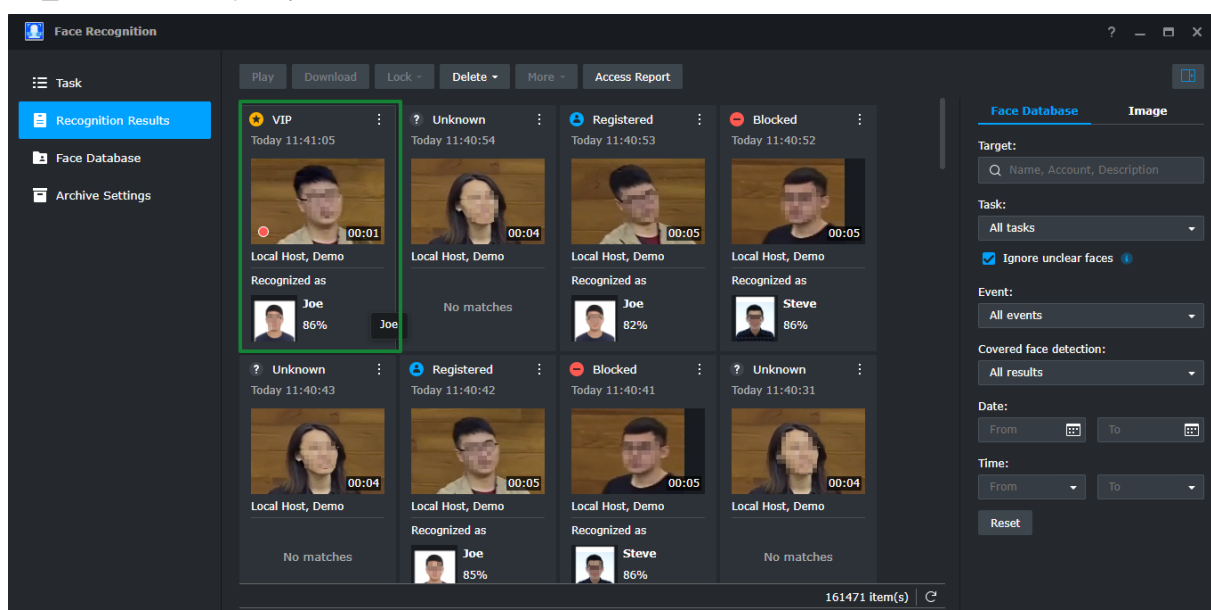 Face Recognition
?
Task
Recognition Results
Face Database
Archive Settings
Play Download Lock Delete More Access Report
VIP
Today 11:41:05
00:01
Local Host, Demo
Recognized as
Joe
86%
Joe
? Unknown
Today 11:40:54
00:04
Local Host, Demo
No matches
Registered
Today 11:40:53
00:05
Local Host, Demo
Recognized as
Joe
82%
Blocked
Today 11:40:52
00:05
Local Host, Demo
Recognized as
Steve
86%
? Unknown
Today 11:40:43
00:04
Local Host, Demo
No matches
Registered
Today 11:40:42
00:05
Local Host, Demo
Recognized as
Joe
85%
Blocked
Today 11:40:41
00:05
Local Host, Demo
Recognized as
Steve
86%
? Unknown
Today 11:40:31
00:04
Local Host, Demo
No matches
161471 item(s)
Face Database Image
Target:
Name, Account, Description
Task:
All tasks
Ignore unclear faces
Event:
All events
Covered face detection:
All results
Date:
From To
Time:
From To
Reset